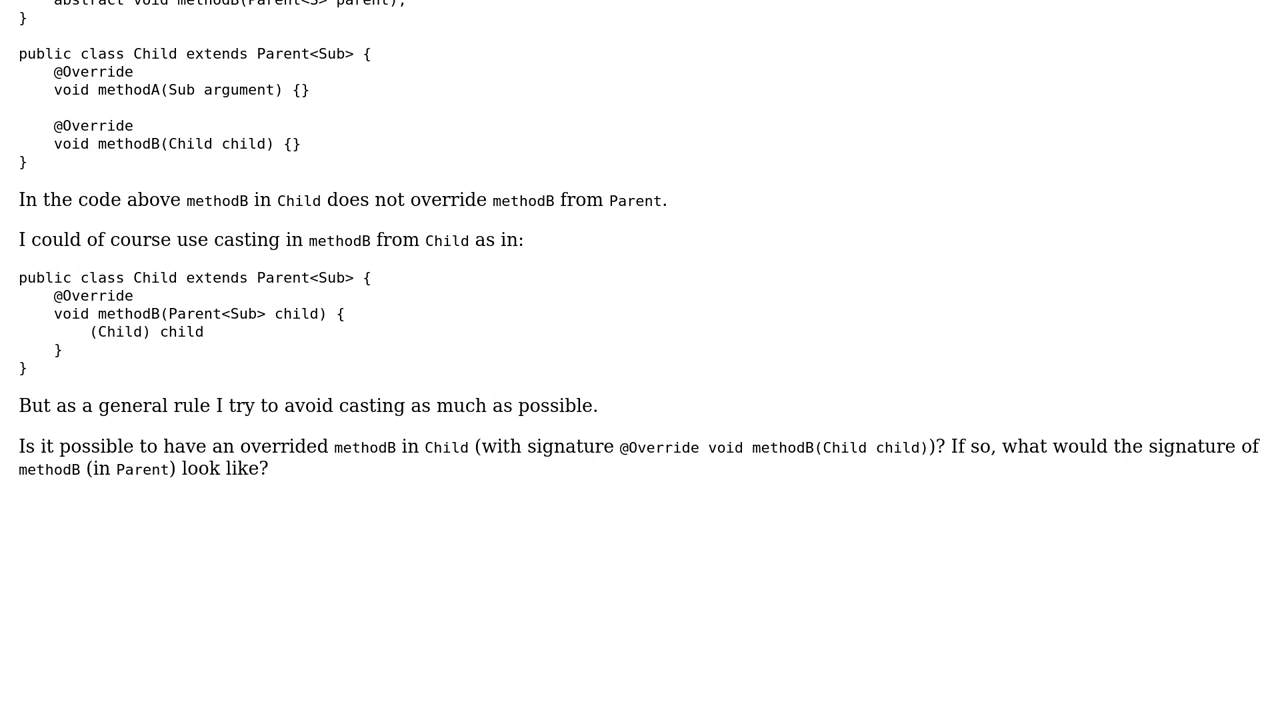 abstract void methodB(Parent<S> parent);
}
public class Child extends Parent<Sub> {
@Override
void methodA(Sub argument) {}
@Override
void methodB(Child child) {}
}
In the code above methodB in Child does not override methodB from Parent.
I could of course use casting in methodB from Child as in:
public class Child extends Parent<Sub> {
@Override
void methodB(Parent<Sub> child) {
(Child) child
}
}
But as a general rule I try to avoid casting as much as possible.
Is it possible to have an overrided methodB in Child (with signature @Override void methodB(Child child))? If so, what would the signature of
methodB (in Parent) look like?